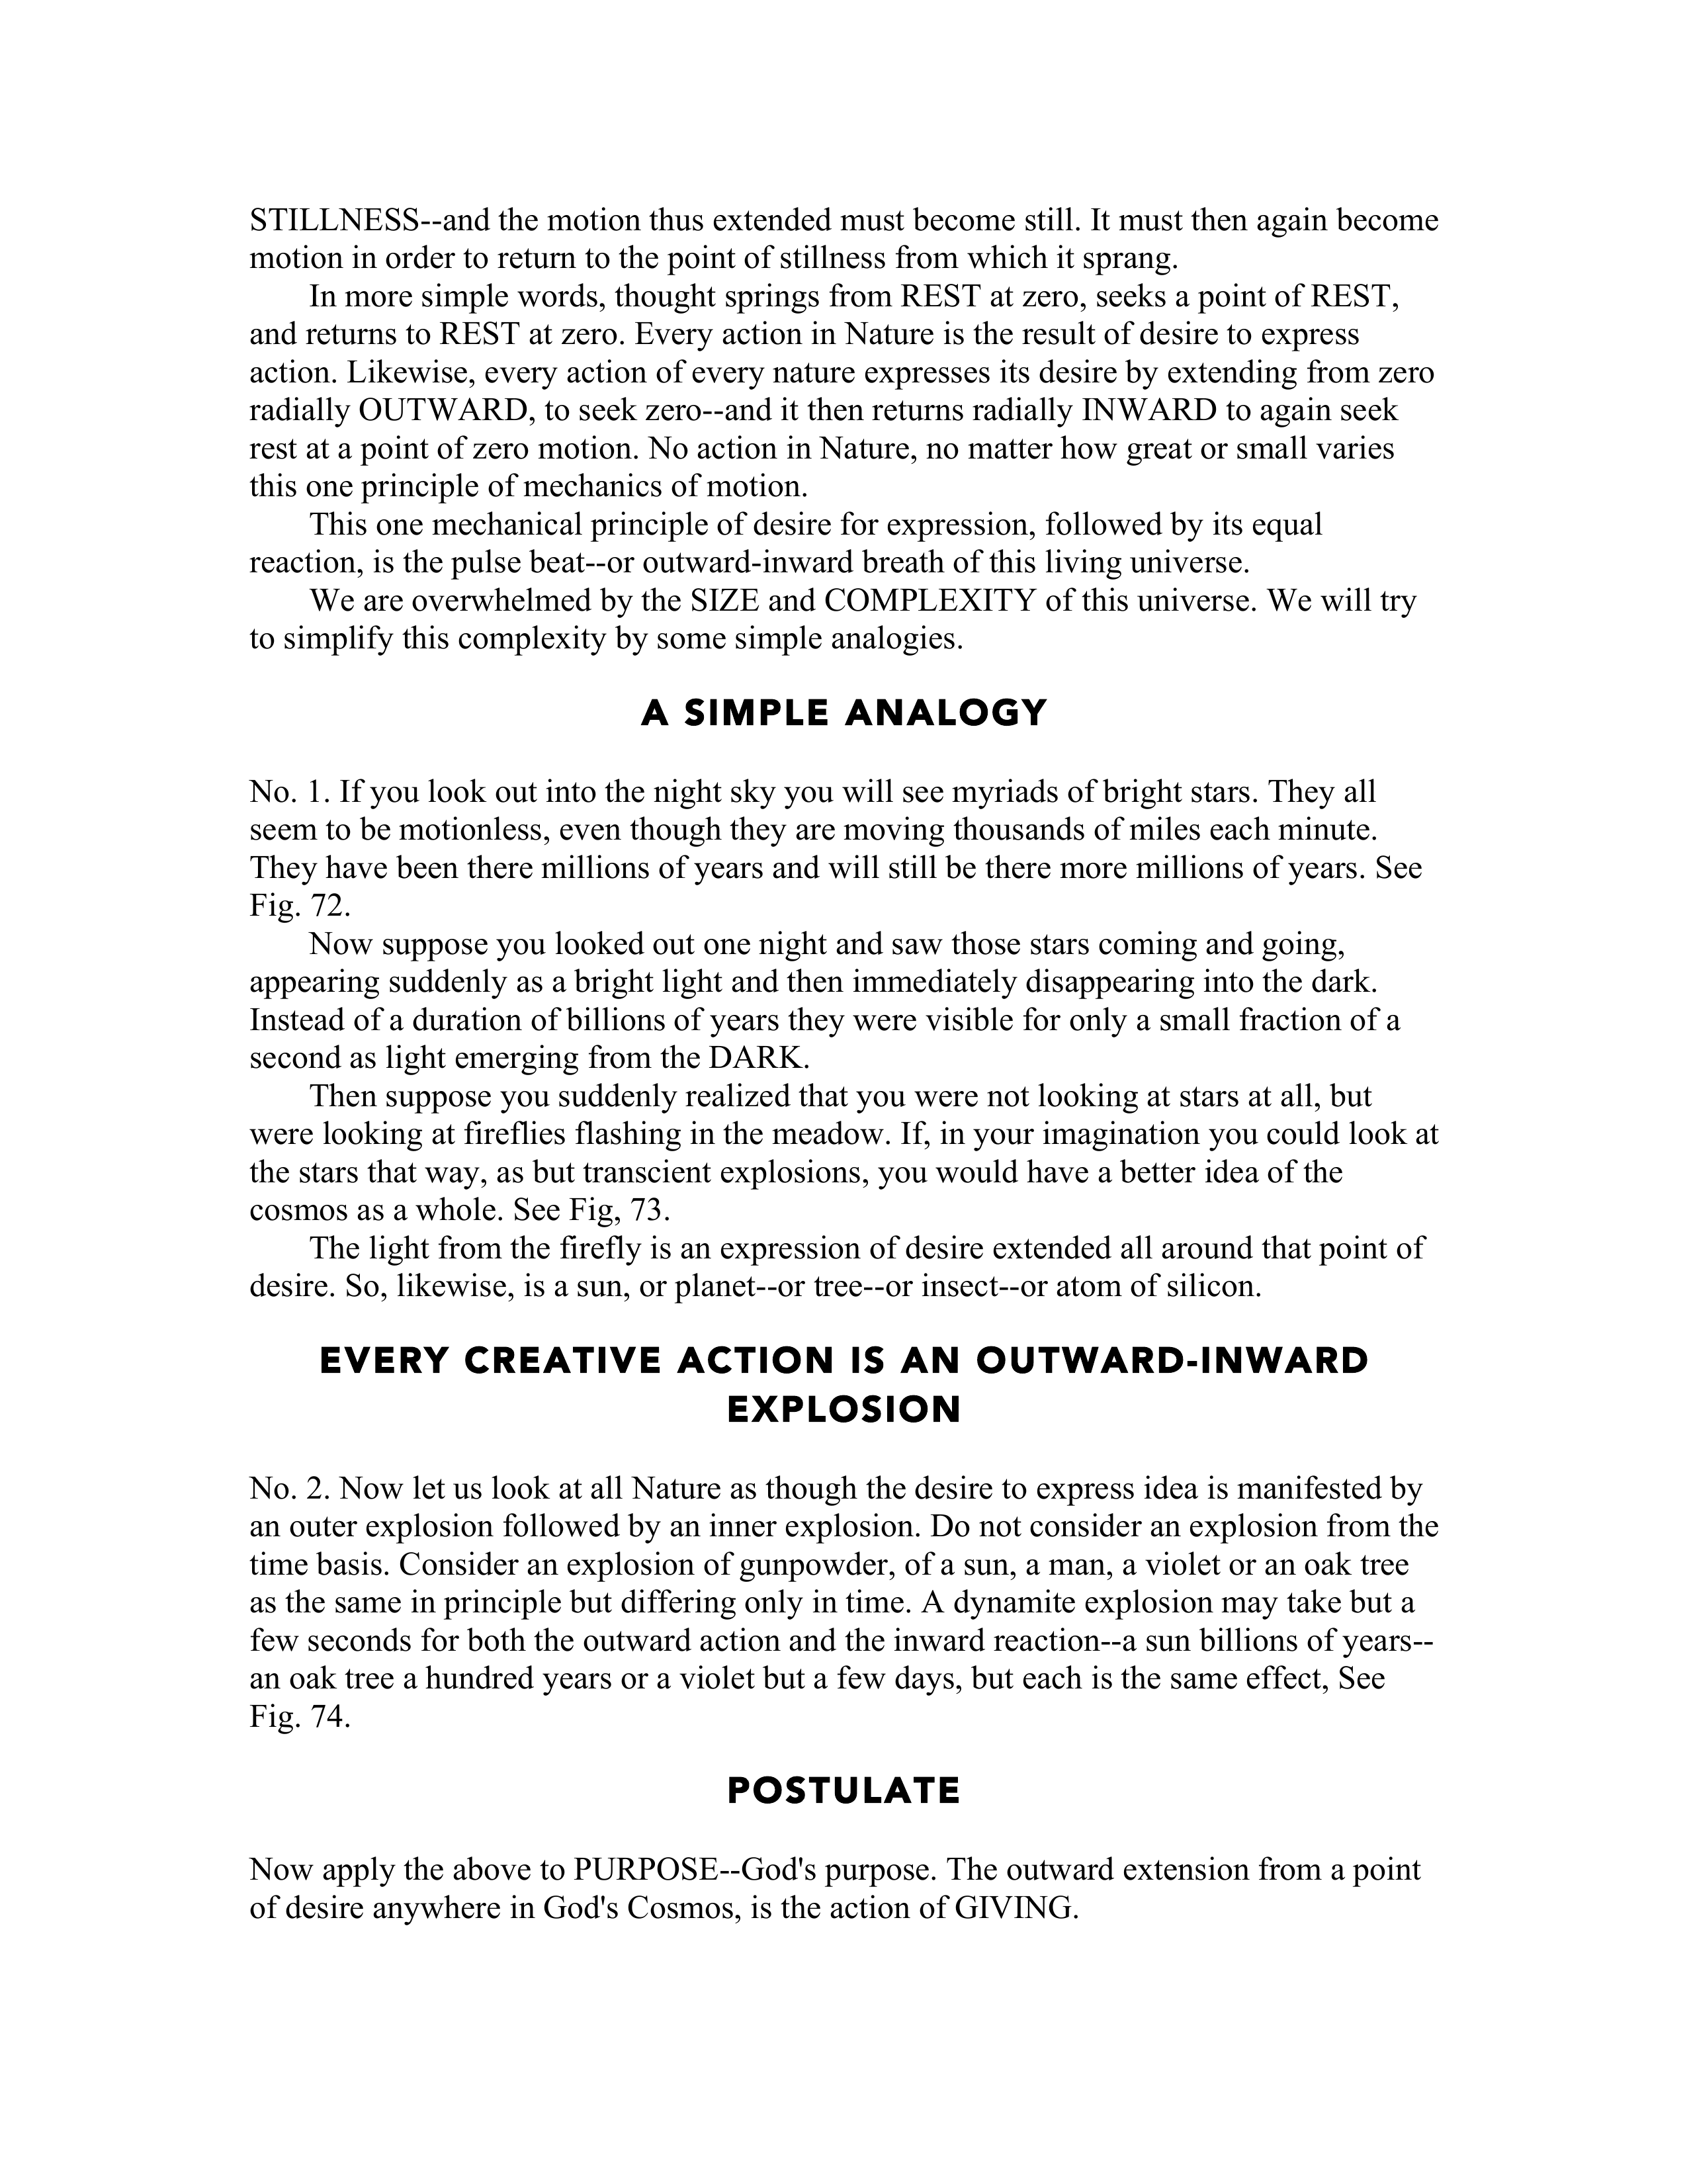 STILLNESS--and the motion thus extended must become still. It must then again become
motion in order to return to the point of stillness from which it sprang.
In more simple words, thought springs from REST at zero, seeks a point of REST,
and returns to REST at zero. Every action in Nature is the result of desire to express
action. Likewise, every action of every nature expresses its desire by extending from zero
radially OUTWARD, to seek zero--and it then returns radially INWARD to again seek
rest at a point of zero motion. No action in Nature, no matter how great or small varies
this one principle of mechanics of motion.
This one mechanical principle of desire for expression, followed by its equal
reaction, is the pulse beat--or outward-inward breath of this living universe.
We are overwhelmed by the SIZE and COMPLEXITY of this universe. We will try
to simplify this complexity by some simple analogies.
A SIMPLE ANALOGY
No. 1. If you look out into the night sky you will see myriads of bright stars. They all
seem to be motionless, even though they are moving thousands of miles each minute.
They have been there millions of years and will still be there more millions of years. See
Fig. 72.
Now suppose you looked out one night and saw those stars coming and going,
appearing suddenly as a bright light and then immediately disappearing into the dark.
Instead of a duration of billions of years they were visible for only a small fraction of a
second as light emerging from the DARK.
Then suppose you suddenly realized that you were not looking at stars at all, but
were looking at fireflies flashing in the meadow. If, in your imagination you could look at
the stars that way, as but transcient explosions, you would have a better idea of the
cosmos as a whole. See Fig, 73.
The light from the firefly is an expression of desire extended all around that point of
desire. So, likewise, is a sun, or planet--or tree--or insect--or atom of silicon.
EVERY CREATIVE ACTION IS AN OUTWARD-INWARD
EXPLOSION
No. 2. Now let us look at all Nature as though the desire to express idea is manifested by
an outer explosion followed by an inner explosion. Do not consider an explosion from the
time basis. Consider an explosion of gunpowder, of a sun, a man, a violet or an oak tree
as the same in principle but differing only in time. A dynamite explosion may take but a
few seconds for both the outward action and the inward reaction--a sun billions of years--
an oak tree a hundred years or a violet but a few days, but each is the same effect, See
Fig. 74.
POSTULATE
Now apply the above to PURPOSE--God's purpose. The outward extension from a point
of desire anywhere in God's Cosmos, is the action of GIVING.